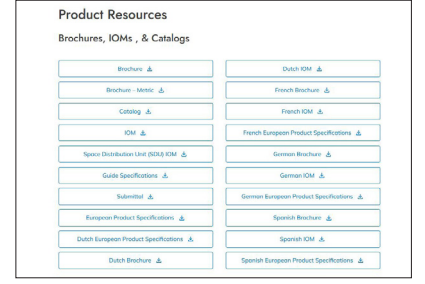 Product Resources
Brochures, IOMs , & Catalogs
Brochure
Brochure - Metric
Catalog
IOM
Space Distribution Unit (SDU) IOM
Guide Specifications
Submittal
European Product Specifications
Dutch European Product Specifications
Dutch Brochure
Dutch IOM
French Brochure
French IOM
French European Product Specifications
German Brochure
German IOM
German European Product Specifications
Spanish Brochure
Spanish IOM
Spanish European Product Specifications